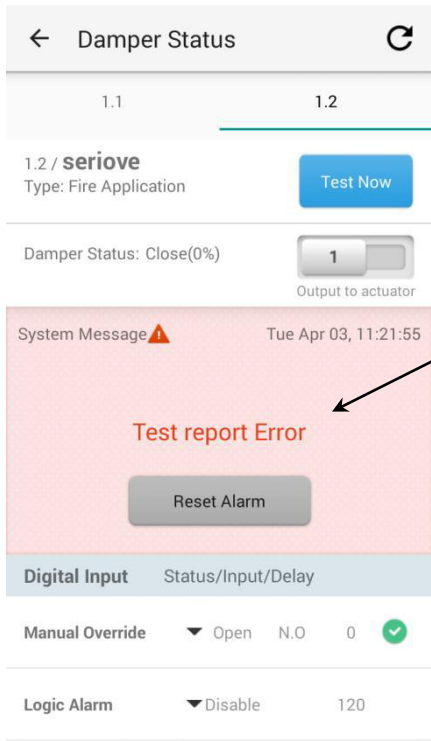 Damper Status
1.1 1.2
1.2 / seriove
Type: Fire Application
Test Now
Damper Status: Close(0%)
1
Output to actuator
System Message Tue Apr 03, 11:21:55
Test report Error
Reset Alarm
Digital Input Status/Input/Delay
Manual Override Open N.O 0
Logic Alarm Disable 120